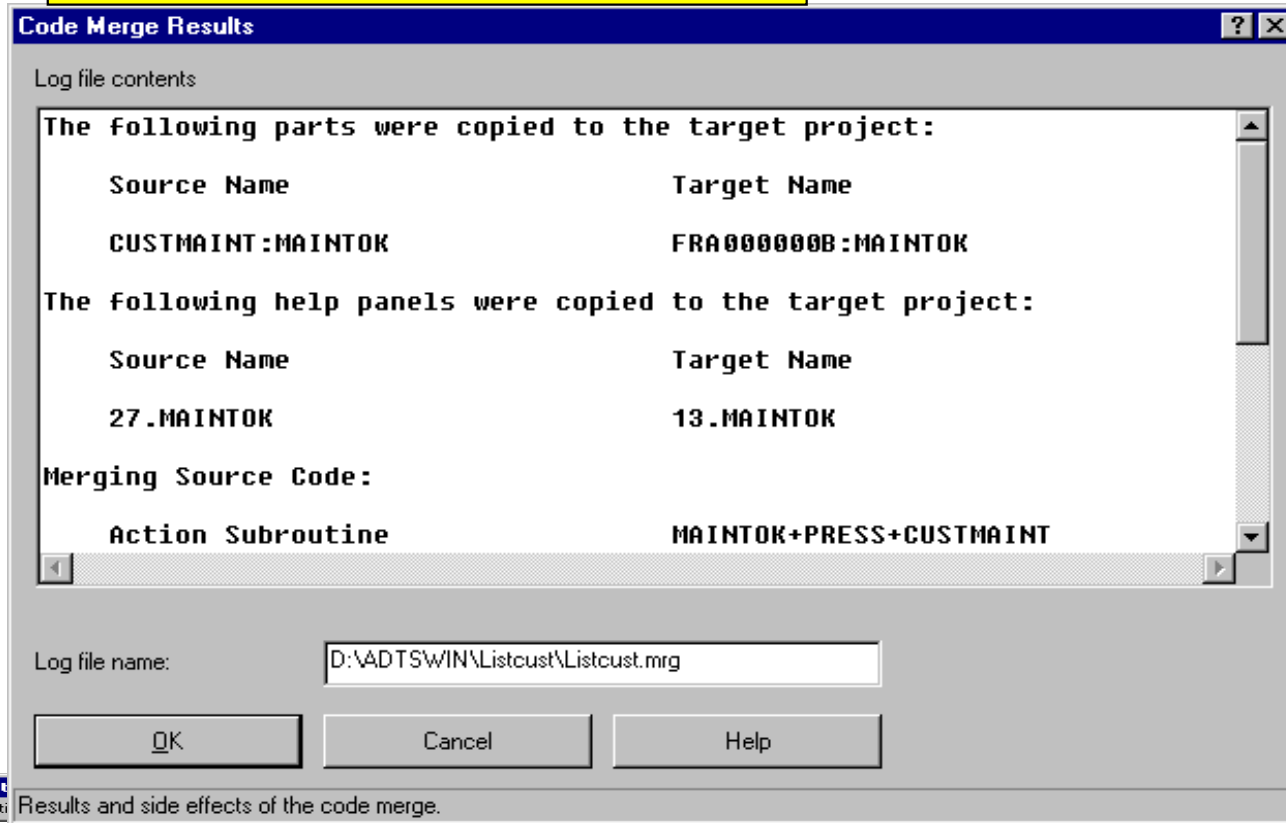 Code Merge Results
Log file contents
The following parts were copied to the target project:
Source Name Target Name
CUSTMAINT:MAINTOK FRA000000B:MAINTOK
The following help panels were copied to the target project:
Source Name Target Name
27.MAINTOK 13.MAINTOK
Merging Source Code:
Action Subroutine MAINTOK+PRESS+CUSTMAINT
Log file name: D:\ADTSWIN\Listcust\Listcust.mrg
OK Cancel Help
Results and side effects of the code merge.